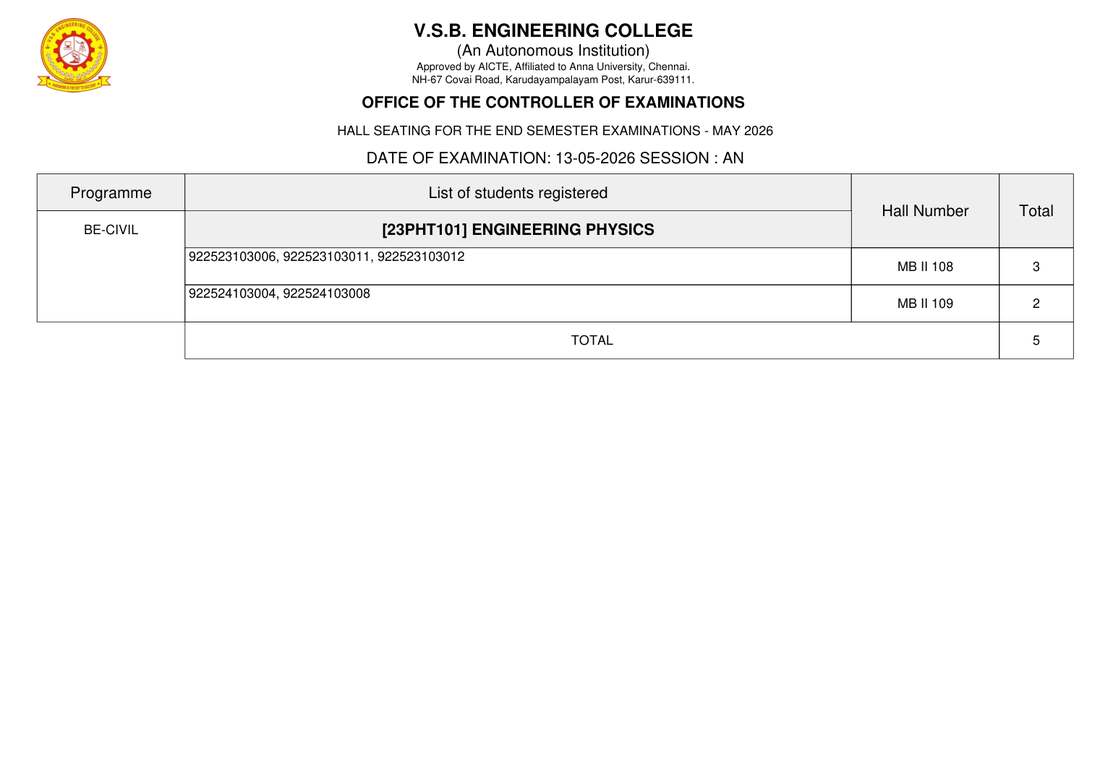 V.S.B. ENGINEERING COLLEGE
(An Autonomous Institution)
Approved by AICTE, Affiliated to Anna University, Chennai.
NH-67 Covai Road, Karudayampalayam Post, Karur-639111.
OFFICE OF THE CONTROLLER OF EXAMINATIONS
HALL SEATING FOR THE END SEMESTER EXAMINATIONS - MAY 2026
DATE OF EXAMINATION: 13-05-2026 SESSION : AN
Programme List of students registered Hall Number Total
BE-CIVIL [23PHT101] ENGINEERING PHYSICS
922523103006, 922523103011, 922523103012 MB II 108 3
922524103004, 922524103008 MB II 109 2
TOTAL 5